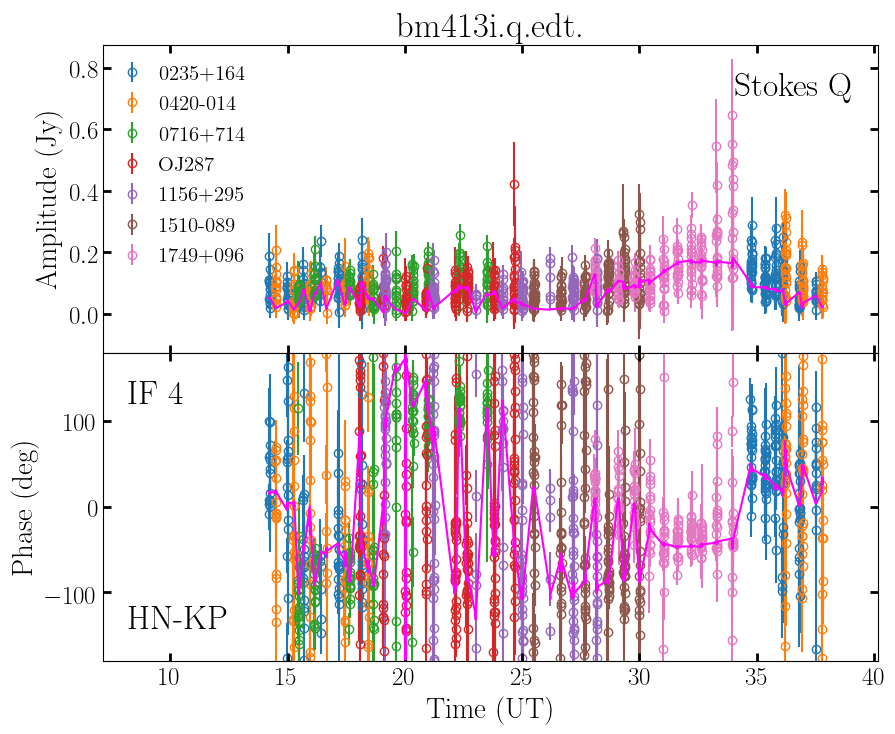 bm413i.q.edt.
Stokes Q
0235+164
0420-014
0716+714
OJ287
1156+295
1510-089
1749+096
Amplitude (Jy)
0.8
0.6
0.4
0.2
0.0
IF 4
HN-KP
Phase (deg)
100
0
−100
10 15 20 25 30 35 40
Time (UT)